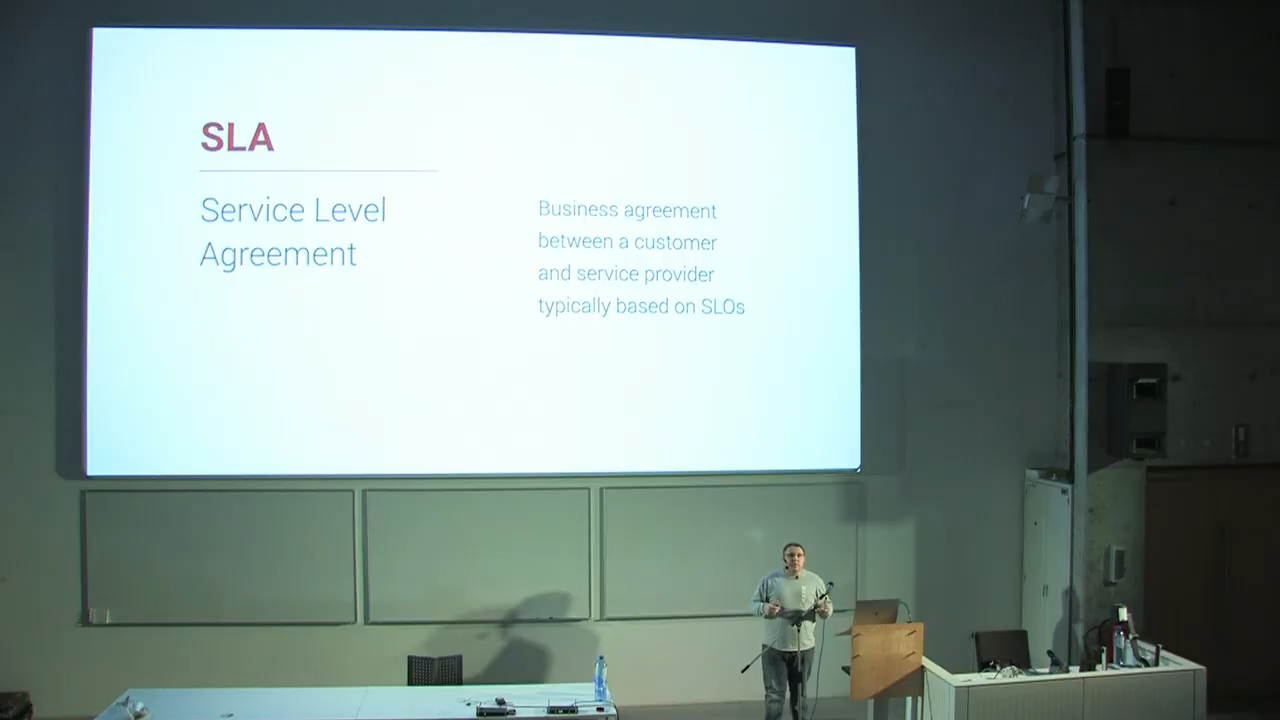 SLA
Service Level
Agreement
Business agreement
between a customer
and service provider
typically based on SLOs